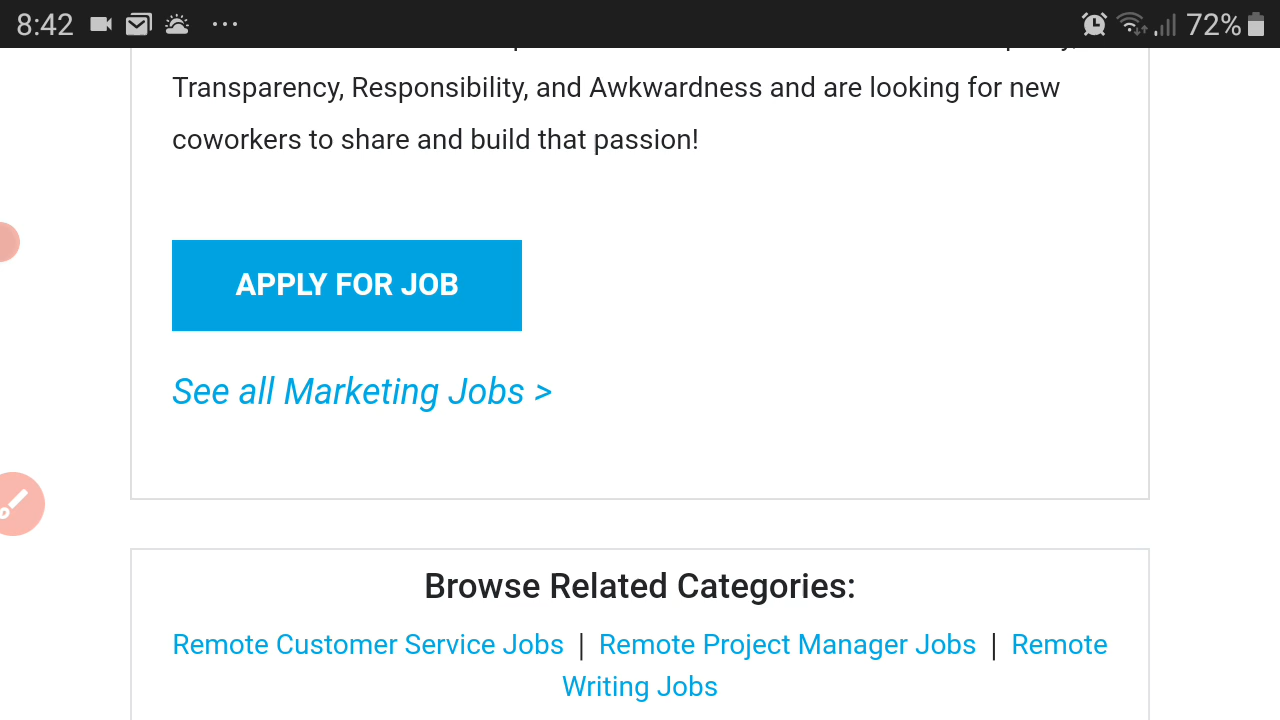 8:42 ... 72%
Transparency, Responsibility, and Awkwardness and are looking for new
coworkers to share and build that passion!
APPLY FOR JOB
See all Marketing Jobs >
Browse Related Categories:
Remote Customer Service Jobs | Remote Project Manager Jobs | Remote
Writing Jobs